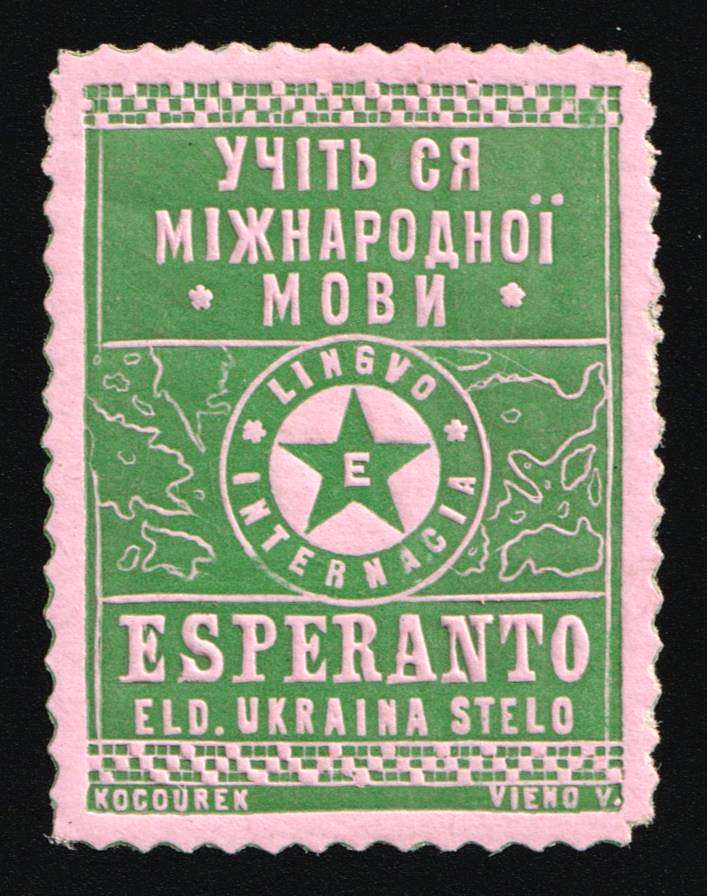 УЧІТЬ СЯ
МІЖНАРОДНОЇ
* МОВИ *
* LINGVO *
INTERNACIA
E
ESPERANTO
ELD. UKRAINA STELO
KOCOUREK VIENO V.